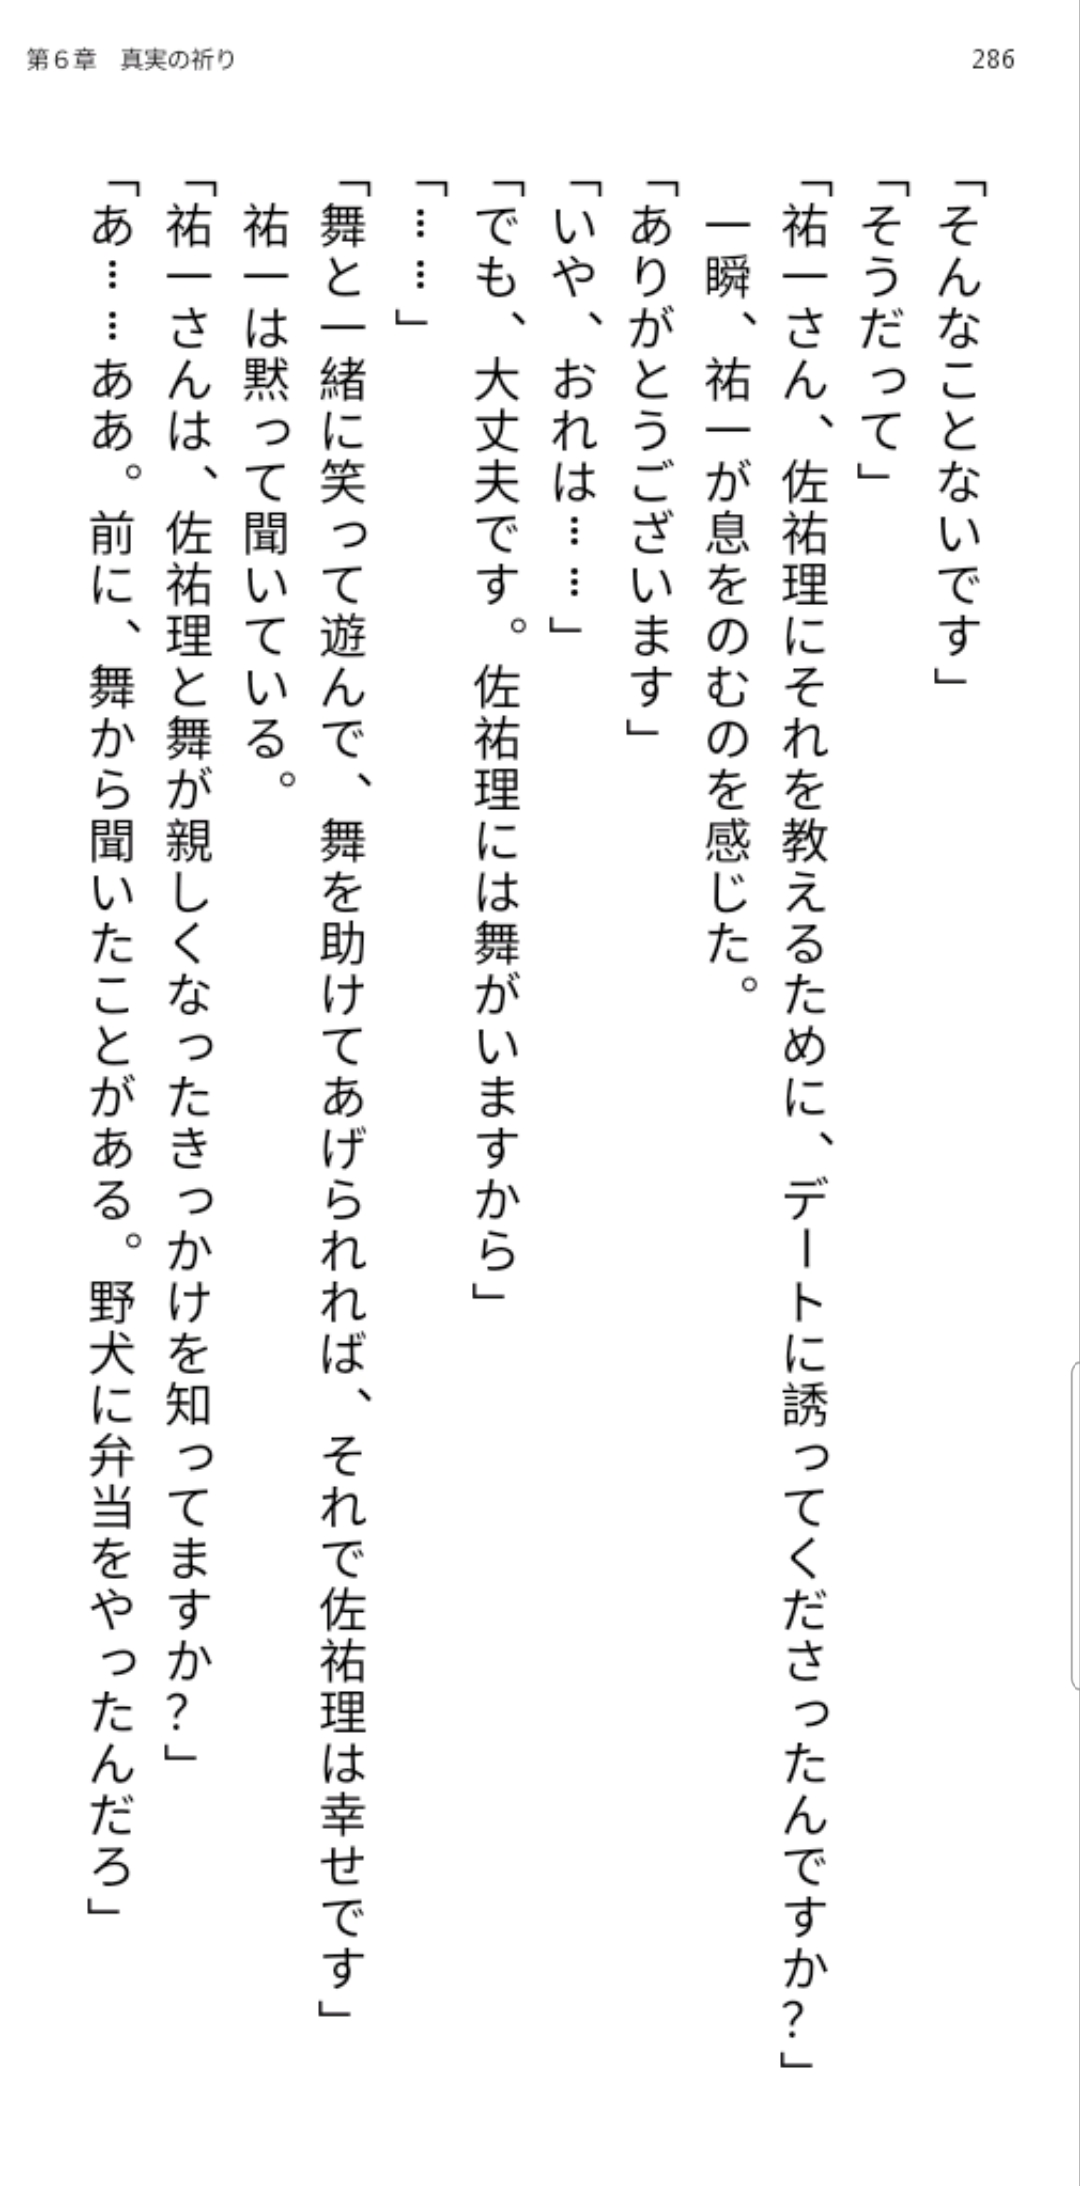 第６章　真実の祈り
286
「そんなことないです」
「そうだって」
「祐一さん、佐祐理にそれを教えるために、デートに誘ってくださったんですか？」
　一瞬、祐一が息をのむのを感じた。
「ありがとうございます」
「いや、おれは……」
「でも、大丈夫です。佐祐理には舞がいますから」
「……」
「舞と一緒に笑って遊んで、舞を助けてあげられれば、それで佐祐理は幸せです」
　祐一は黙って聞いている。
「祐一さんは、佐祐理と舞が親しくなったきっかけを知ってますか？」
「あ……ああ。前に、舞から聞いたことがある。野犬に弁当をやったんだろ」